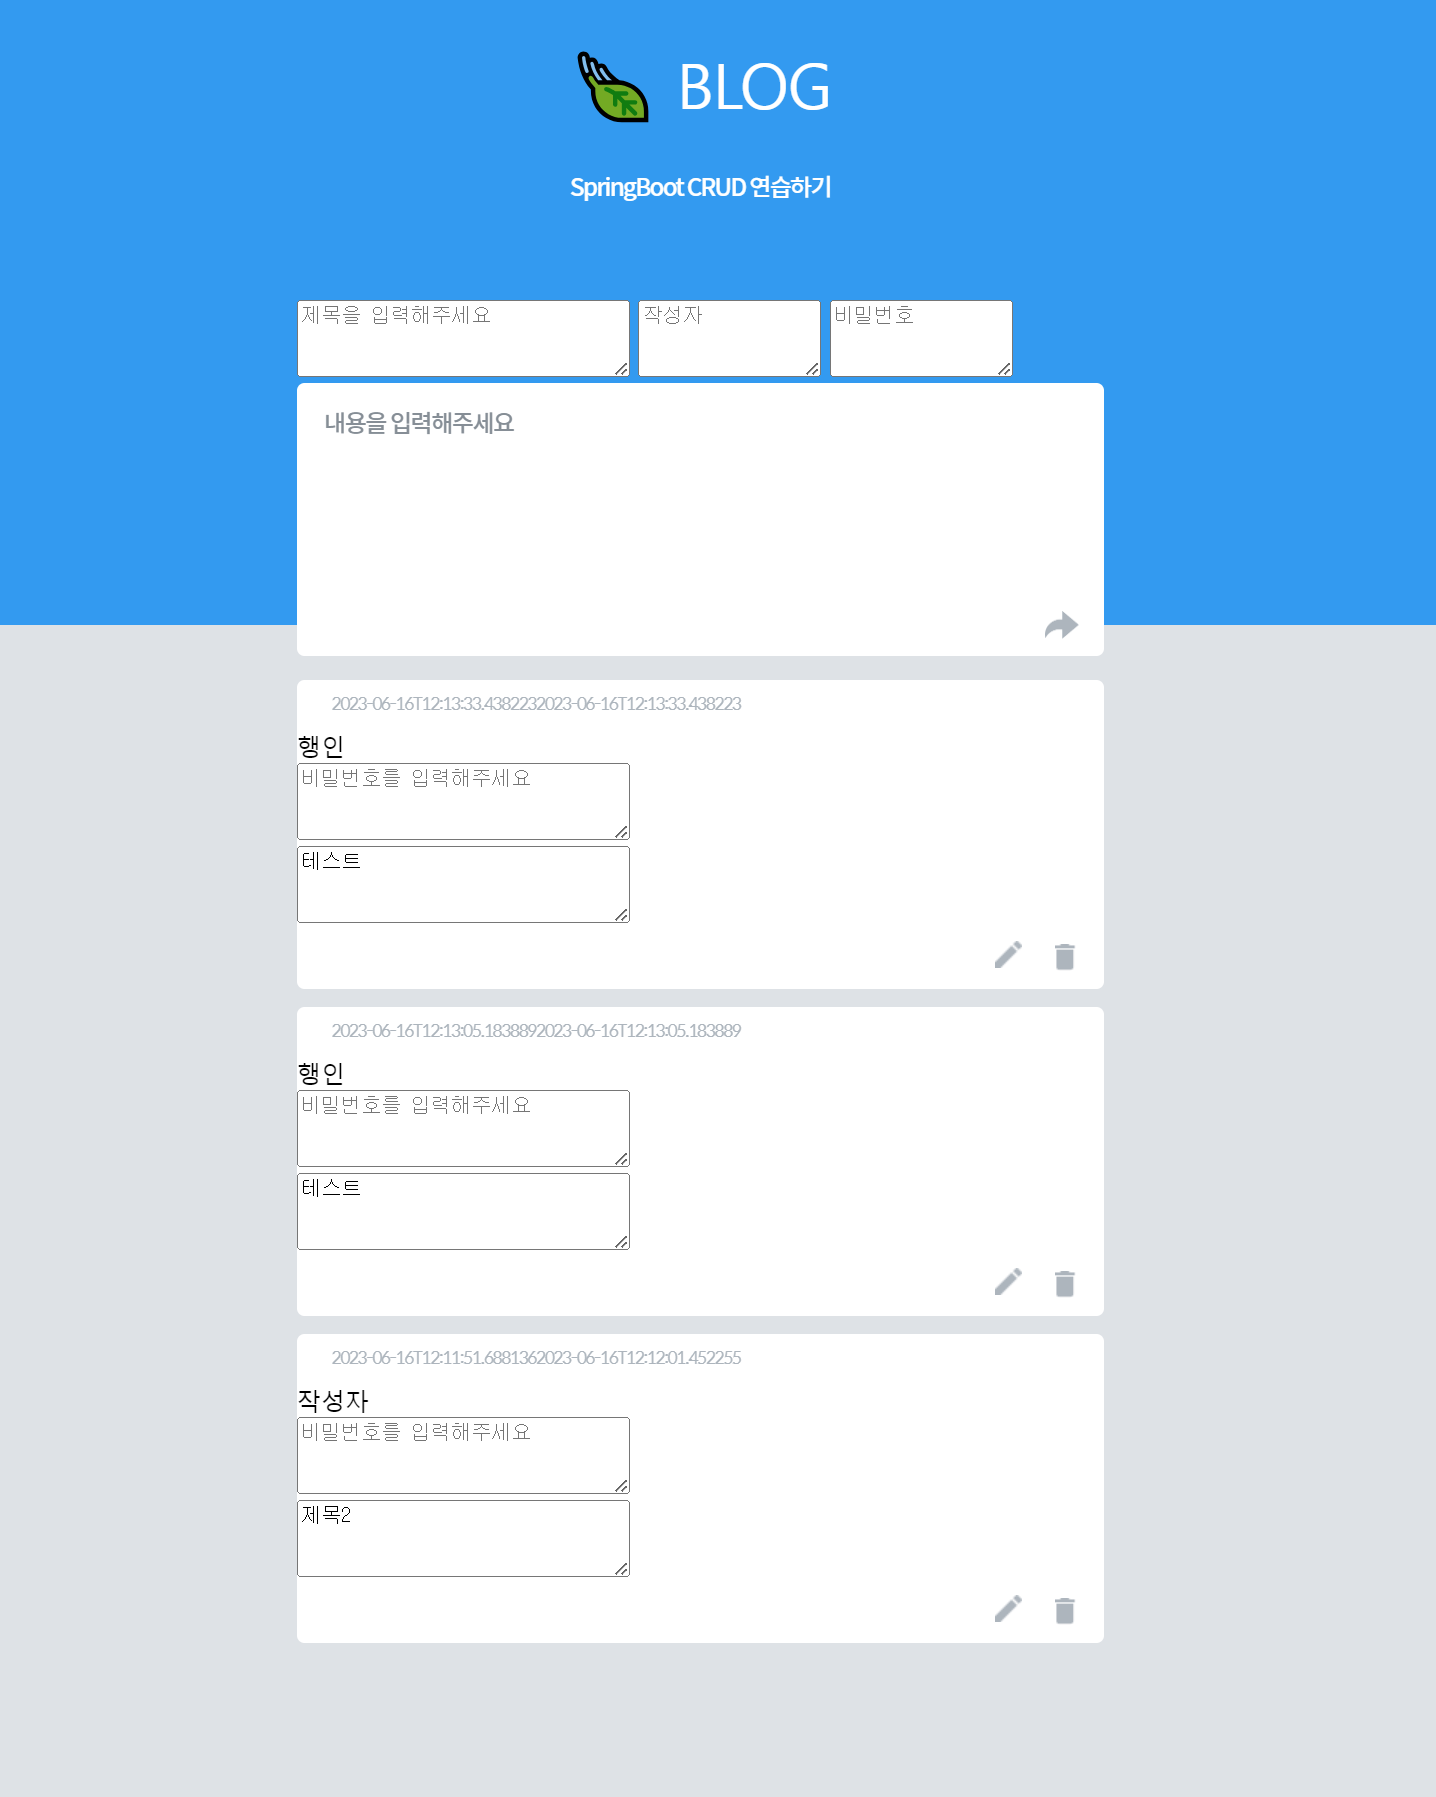 BLOG
SpringBoot CRUD 연습하기
제목을 입력해주세요 작성자 비밀번호
내용을 입력해주세요
2023-06-16T12:13:33.4382232023-06-16T12:13:33.438223
행인
비밀번호를 입력해주세요
테스트
2023-06-16T12:13:05.1838892023-06-16T12:13:05.183889
행인
비밀번호를 입력해주세요
테스트
2023-06-16T12:11:51.6881362023-06-16T12:12:01.452255
작성자
비밀번호를 입력해주세요
제목2